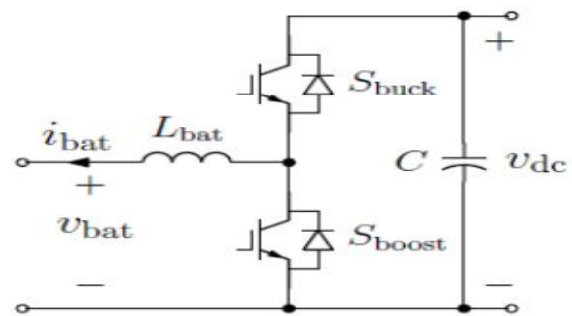 +
S_buck
i_bat
L_bat
C
v_dc
+
v_bat
S_boost
−
−